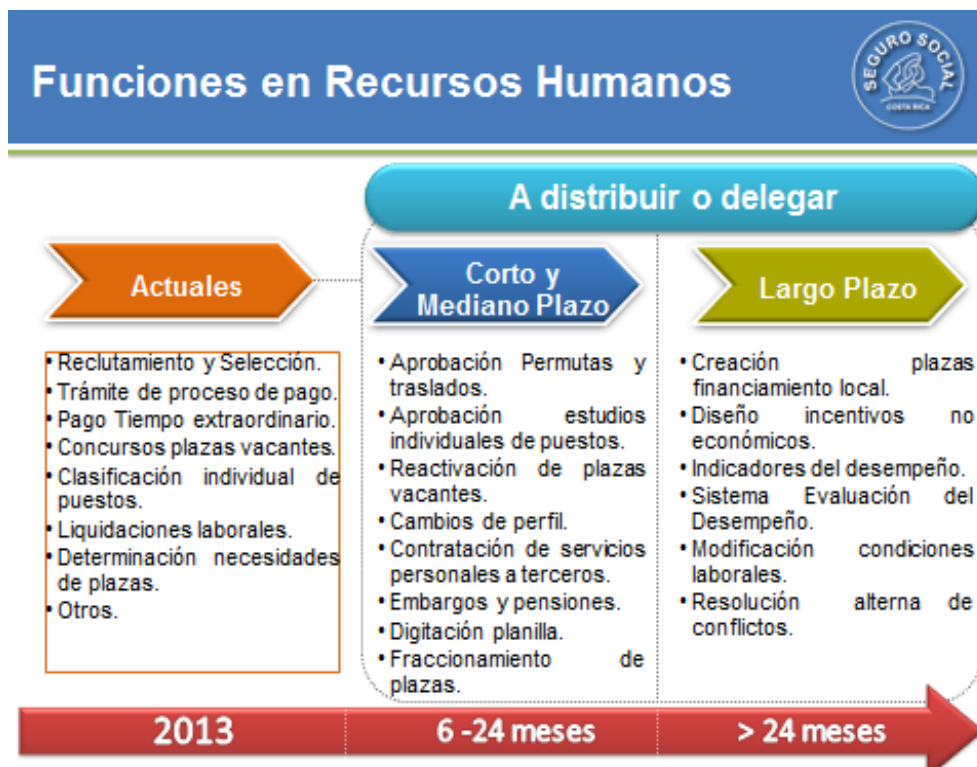 Funciones en Recursos Humanos
SEGURO SOCIAL
COSTA RICA
A distribuir o delegar
Actuales
• Reclutamiento y Selección.
• Trámite de proceso de pago.
• Pago Tiempo extraordinario.
• Concursos plazas vacantes.
• Clasificación individual de
puestos.
• Liquidaciones laborales.
• Determinación necesidades
de plazas.
• Otros.
Corto y
Mediano Plazo
• Aprobación Permutas y
traslados.
• Aprobación estudios
individuales de puestos.
• Reactivación de plazas
vacantes.
• Cambios de perfil.
• Contratación de servicios
personales a terceros.
• Embargos y pensiones.
• Digitación planilla.
• Fraccionamiento de
plazas.
Largo Plazo
• Creación plazas
financiamiento local.
• Diseño incentivos no
económicos.
• Indicadores del desempeño.
• Sistema Evaluación del
Desempeño.
• Modificación condiciones
laborales.
• Resolución alterna de
conflictos.
2013
6 -24 meses
> 24 meses